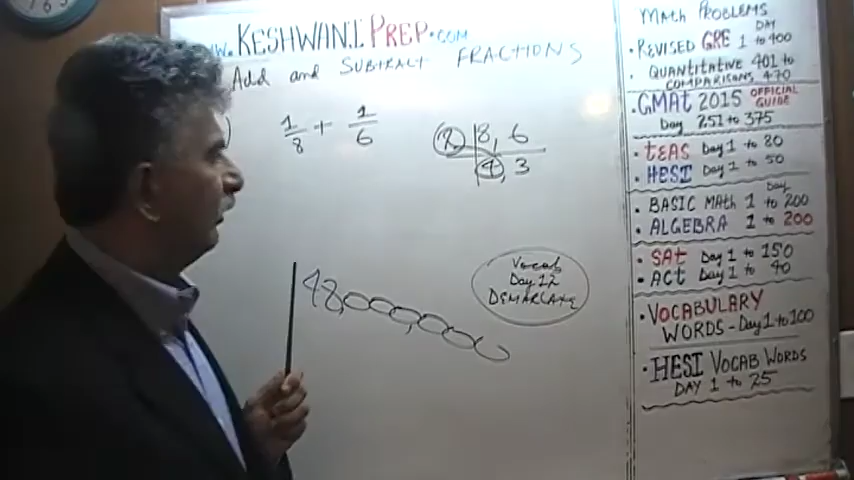 www.KESHWANI PREP.com
Add and SUBTRACT FRACTIONS
)
1/8 + 1/6
2 | 8, 6
4, 3
48,000,000
Vocab
Day 12
DEMARCATE
MATH PROBLEMS
DAY
• REVISED GRE 1 to 400
• QUANTITATIVE 401 to
COMPARISONS 470
• GMAT 2015 OFFICIAL GUIDE
Day 251 to 375
• TEAS Day 1 to 80
• HESI Day 1 to 50
Day
• BASIC MATH 1 to 200
• ALGEBRA 1 to 200
• SAT Day 1 to 150
• ACT Day 1 to 40
• VOCABULARY
WORDS - Day 1 to 100
• HESI VOCAB WORDS
DAY 1 to 25